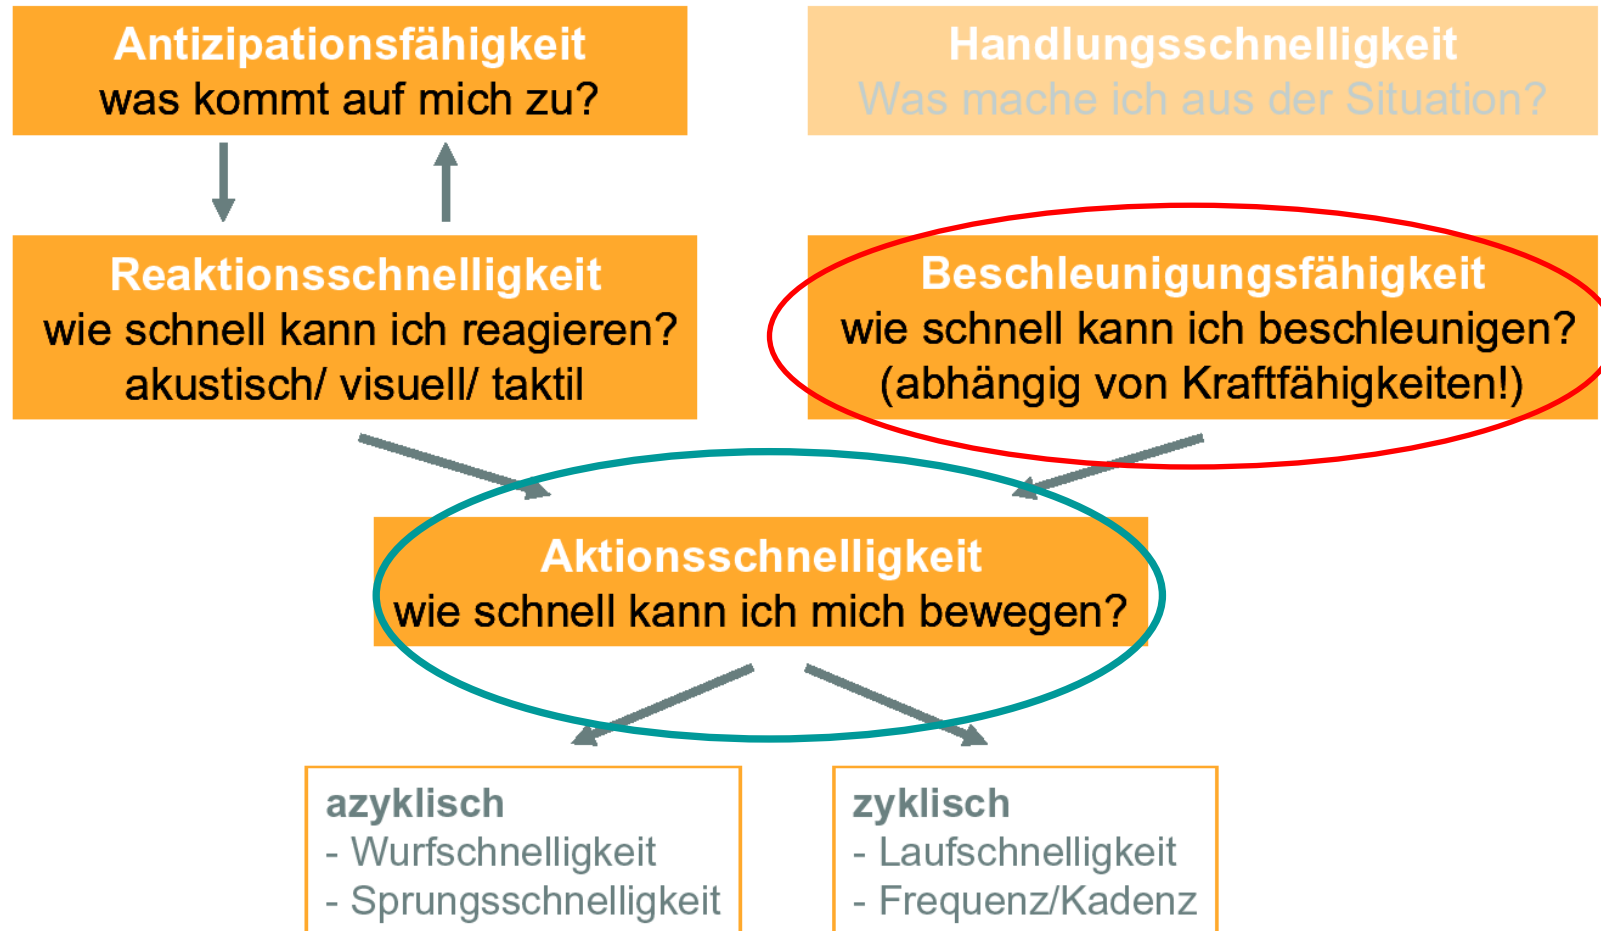 Antizipationsfähigkeit
was kommt auf mich zu?
Handlungsschnelligkeit
Was mache ich aus der Situation?
Reaktionsschnelligkeit
wie schnell kann ich reagieren?
akustisch/ visuell/ taktil
Beschleunigungsfähigkeit
wie schnell kann ich beschleunigen?
(abhängig von Kraftfähigkeiten!)
Aktionsschnelligkeit
wie schnell kann ich mich bewegen?
azyklisch
- Wurfschnelligkeit
- Sprungsschnelligkeit
zyklisch
- Laufschnelligkeit
- Frequenz/Kadenz